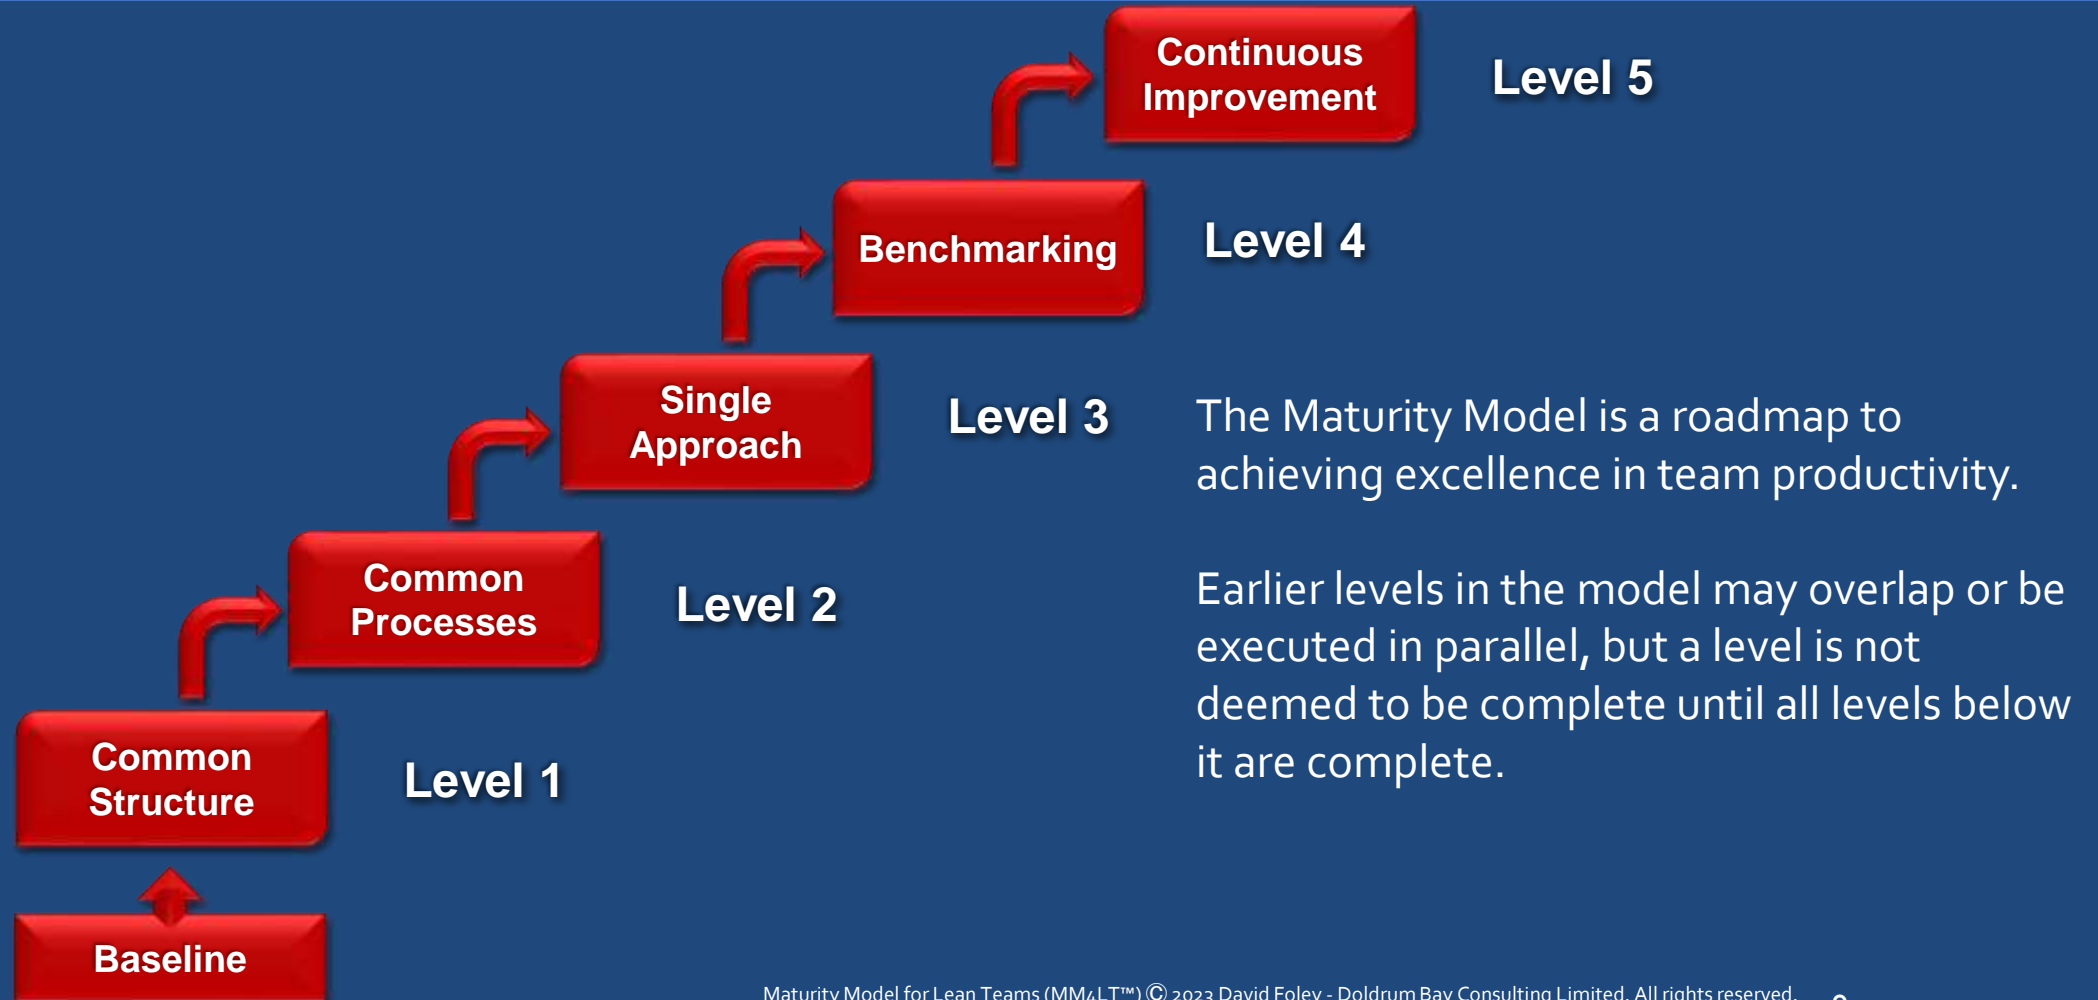 Continuous
Improvement
Level 5
Benchmarking
Level 4
Single
Approach
Level 3
The Maturity Model is a roadmap to
achieving excellence in team productivity.
Earlier levels in the model may overlap or be
executed in parallel, but a level is not
deemed to be complete until all levels below
it are complete.
Common
Processes
Level 2
Common
Structure
Level 1
Baseline
Maturity Model for Lean Teams (MM4LT™) © 2023 David Foley - Doldrum Bay Consulting Limited. All rights reserved.